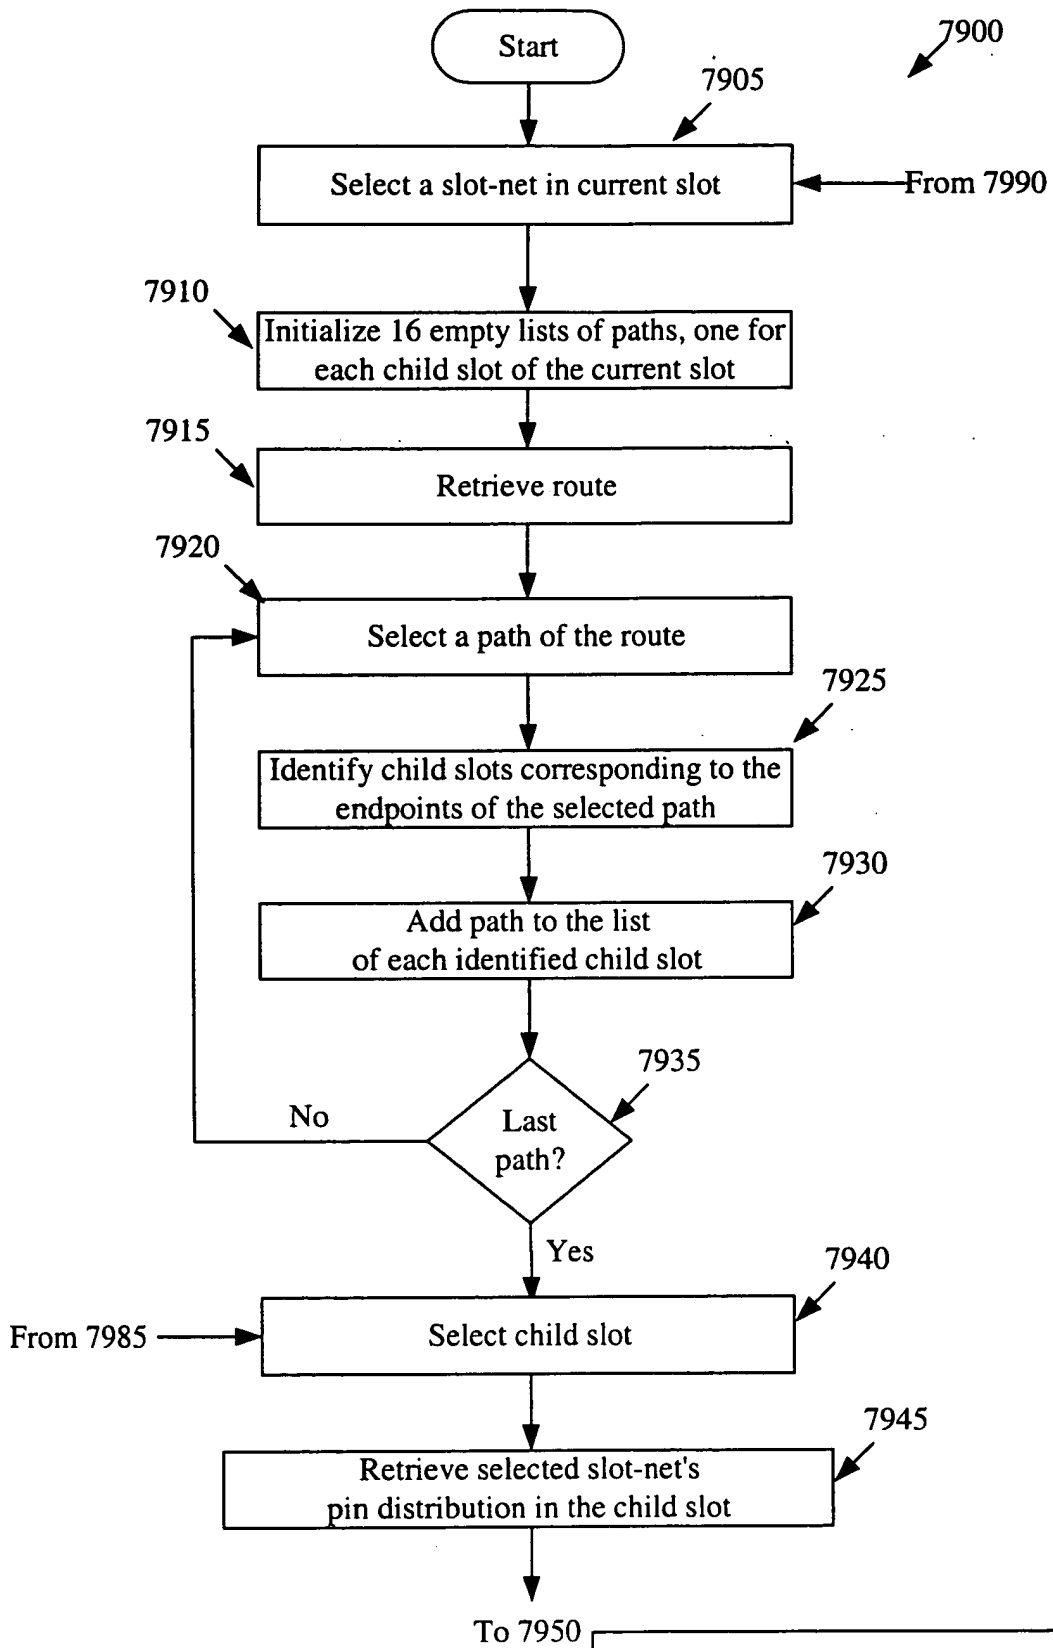 Start
7900
7905
Select a slot-net in current slot
From 7990
7910
Initialize 16 empty lists of paths, one for
each child slot of the current slot
7915
Retrieve route
7920
Select a path of the route
7925
Identify child slots corresponding to the
endpoints of the selected path
7930
Add path to the list
of each identified child slot
7935
Last
path?
No
Yes
7940
From 7985
Select child slot
7945
Retrieve selected slot-net's
pin distribution in the child slot
To 7950